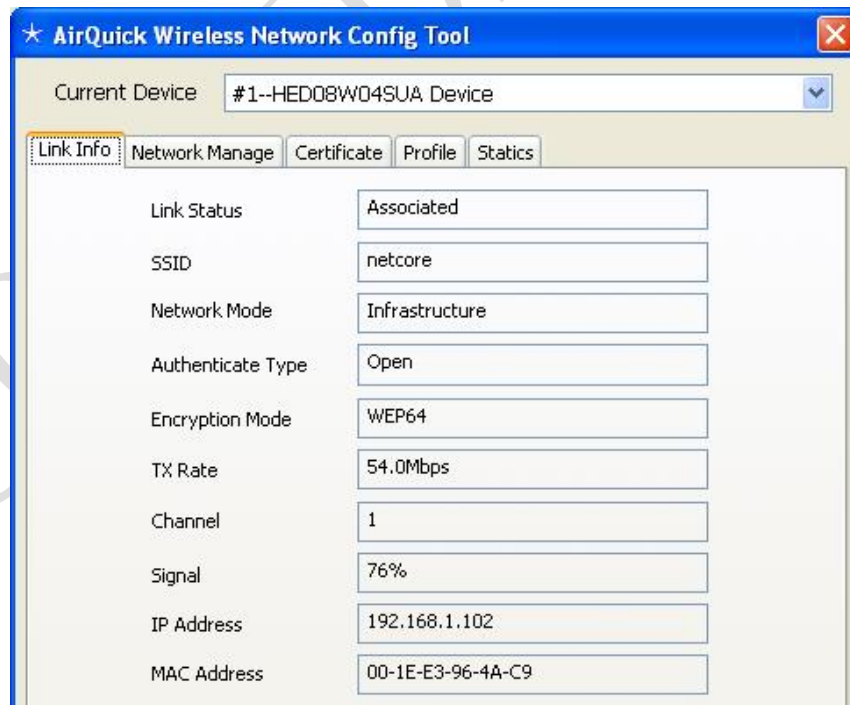 AirQuick Wireless Network Config Tool
Current Device #1--HED08W04SUA Device
Link Info Network Manage Certificate Profile Statics
Link Status Associated
SSID netcore
Network Mode Infrastructure
Authenticate Type Open
Encryption Mode WEP64
TX Rate 54.0Mbps
Channel 1
Signal 76%
IP Address 192.168.1.102
MAC Address 00-1E-E3-96-4A-C9